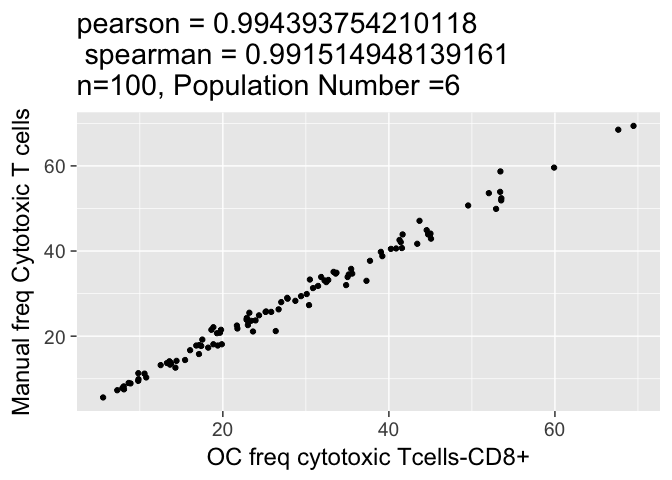 pearson = 0.994393754210118
spearman = 0.991514948139161
n=100, Population Number =6
Manual freq Cytotoxic T cells
60
40
20
20
40
60
OC freq cytotoxic Tcells-CD8+